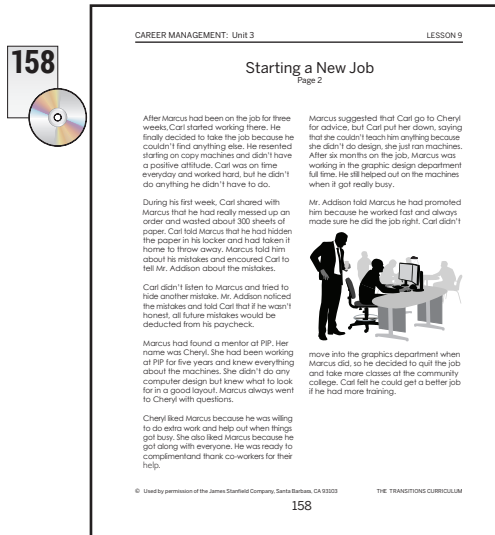 158
CAREER MANAGEMENT: Unit 3
LESSON 9
Starting a New Job
Page 2
After Marcus had been on the job for three
weeks, Carl started working there. He
finally decided to take the job because he
couldn't find anything else. He resented
starting on copy machines and didn't have
a positive attitude. Carl was on time
everyday and worked hard, but he didn't
do anything he didn't have to do.
During his first week, Carl shared with
Marcus that he had really messed up an
order and wasted about 300 sheets of
paper. Carl told Marcus that he had hidden
the paper in his locker and had taken it
home to throw away. Marcus told him
about his mistakes and encoured Carl to
tell Mr. Addison about the mistakes.
Carl didn't listen to Marcus and tried to
hide another mistake. Mr. Addison noticed
the mistakes and told Carl that if he wasn't
honest, all future mistakes would be
deducted from his paycheck.
Marcus had found a mentor at PIP. Her
name was Cheryl. She had been working
at PIP for five years and knew everything
about the machines. She didn't do any
computer design but knew what to look
for in a good layout. Marcus always went
to Cheryl with questions.
Cheryl liked Marcus because he was willing
to do extra work and help out when things
got busy. She also liked Marcus because he
got along with everyone. He was ready to
complimentand thank co-workers for their
help.
Marcus suggested that Carl go to Cheryl
for advice, but Carl put her down, saying
that she couldn't teach him anything because
she didn't do design, she just ran machines.
After six months on the job, Marcus was
working in the graphic design department
full time. He still helped out on the machines
when it got really busy.
Mr. Addison told Marcus he had promoted
him because he worked fast and always
made sure he did the job right. Carl didn't
move into the graphics department when
Marcus did, so he decided to quit the job
and take more classes at the community
college. Carl felt he could get a better job
if he had more training.
© Used by permission of the James Stanfield Company, Santa Barbara, CA 93103
THE TRANSITIONS CURRICULUM
158